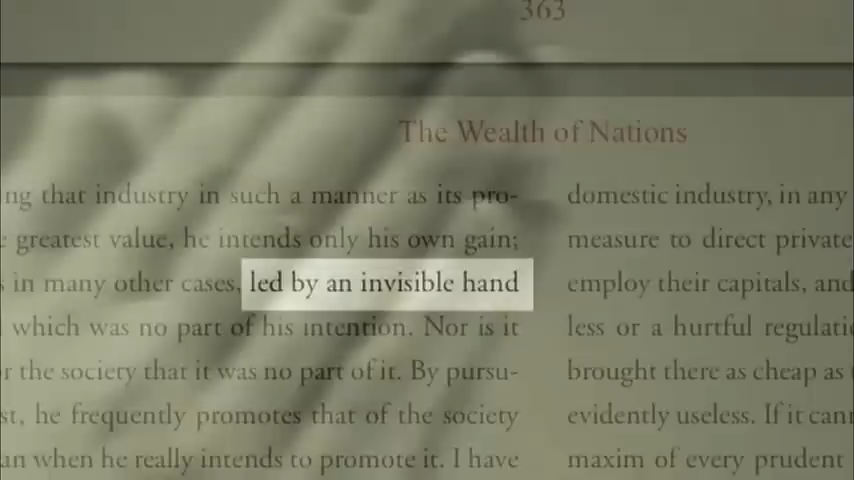 363
The Wealth of Nations
ng that industry in such a manner as its pro-
greatest value, he intends only his own gain;
in many other cases, led by an invisible hand
which was no part of his intention. Nor is it
r the society that it was no part of it. By pursu-
st, he frequently promotes that of the society
an when he really intends to promote it. I have
domestic industry, in any
measure to direct private
employ their capitals, and
less or a hurtful regulati
brought there as cheap as
evidently useless. If it can
maxim of every prudent